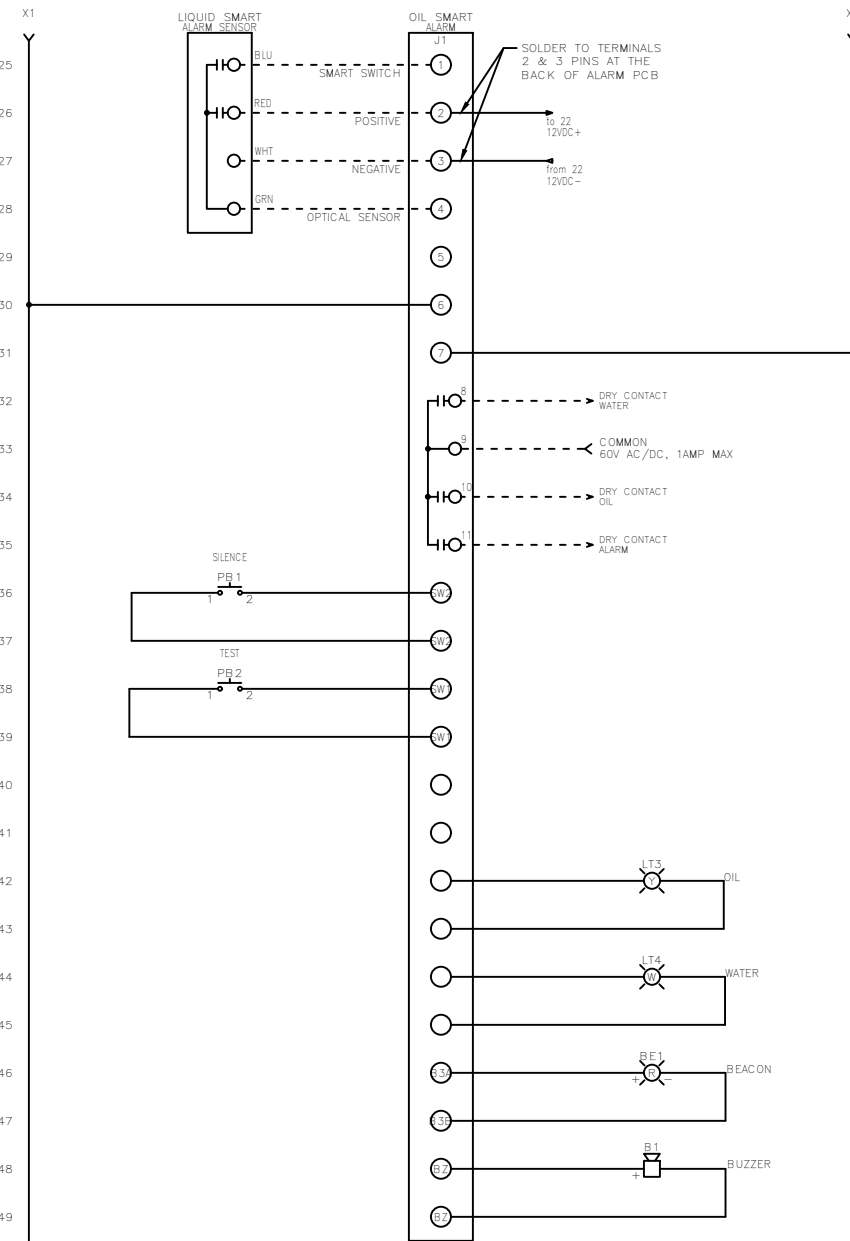 X1
X
LIQUID SMART
ALARM SENSOR
OIL SMART
ALARM
J1
SOLDER TO TERMINALS
2 & 3 PINS AT THE
BACK OF ALARM PCB
25
BLU
SMART SWITCH
1
26
RED
POSITIVE
2
to 22
12VDC+
27
WHT
NEGATIVE
3
from 22
12VDC-
28
GRN
OPTICAL SENSOR
4
29
5
30
6
31
7
32
8
DRY CONTACT
WATER
33
9
COMMON
60V AC/DC, 1AMP MAX
34
10
DRY CONTACT
OIL
35
11
DRY CONTACT
ALARM
SILENCE
PB1
36
1 2
SW2
37
SW2
TEST
PB2
38
1 2
SW1
39
SW1
40
41
LT3
42
Y
OIL
43
LT4
44
W
WATER
45
BE1
46
B3A
+ R -
BEACON
47
B3B
B1
48
BZ
+
BUZZER
49
BZ